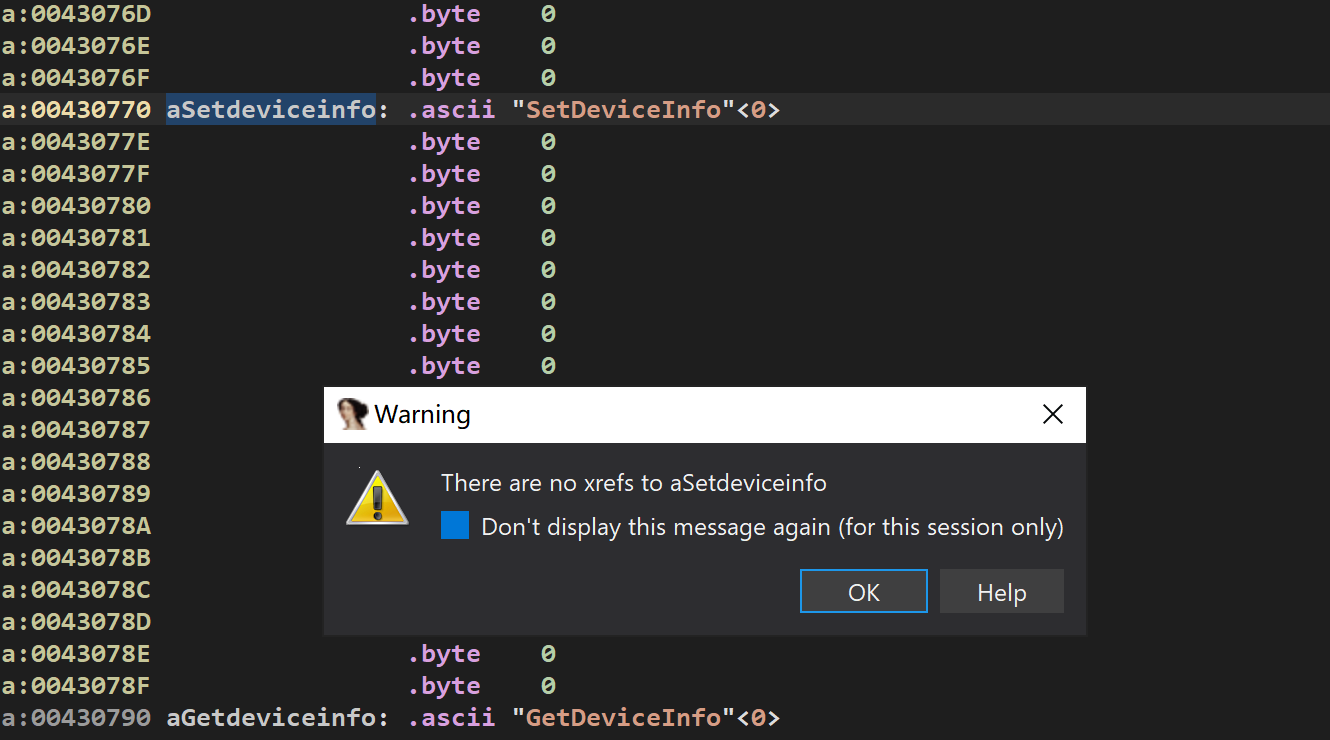 a:0043076D .byte 0
a:0043076E .byte 0
a:0043076F .byte 0
a:00430770 aSetdeviceinfo: .ascii "SetDeviceInfo"<0>
a:0043077E .byte 0
a:0043077F .byte 0
a:00430780 .byte 0
a:00430781 .byte 0
a:00430782 .byte 0
a:00430783 .byte 0
a:00430784 .byte 0
a:00430785 .byte 0
a:00430786
a:00430787
a:00430788
a:00430789
a:0043078A
a:0043078B
a:0043078C
a:0043078D
a:0043078E .byte 0
a:0043078F .byte 0
a:00430790 aGetdeviceinfo: .ascii "GetDeviceInfo"<0>
Warning
There are no xrefs to aSetdeviceinfo
Don't display this message again (for this session only)
OK Help